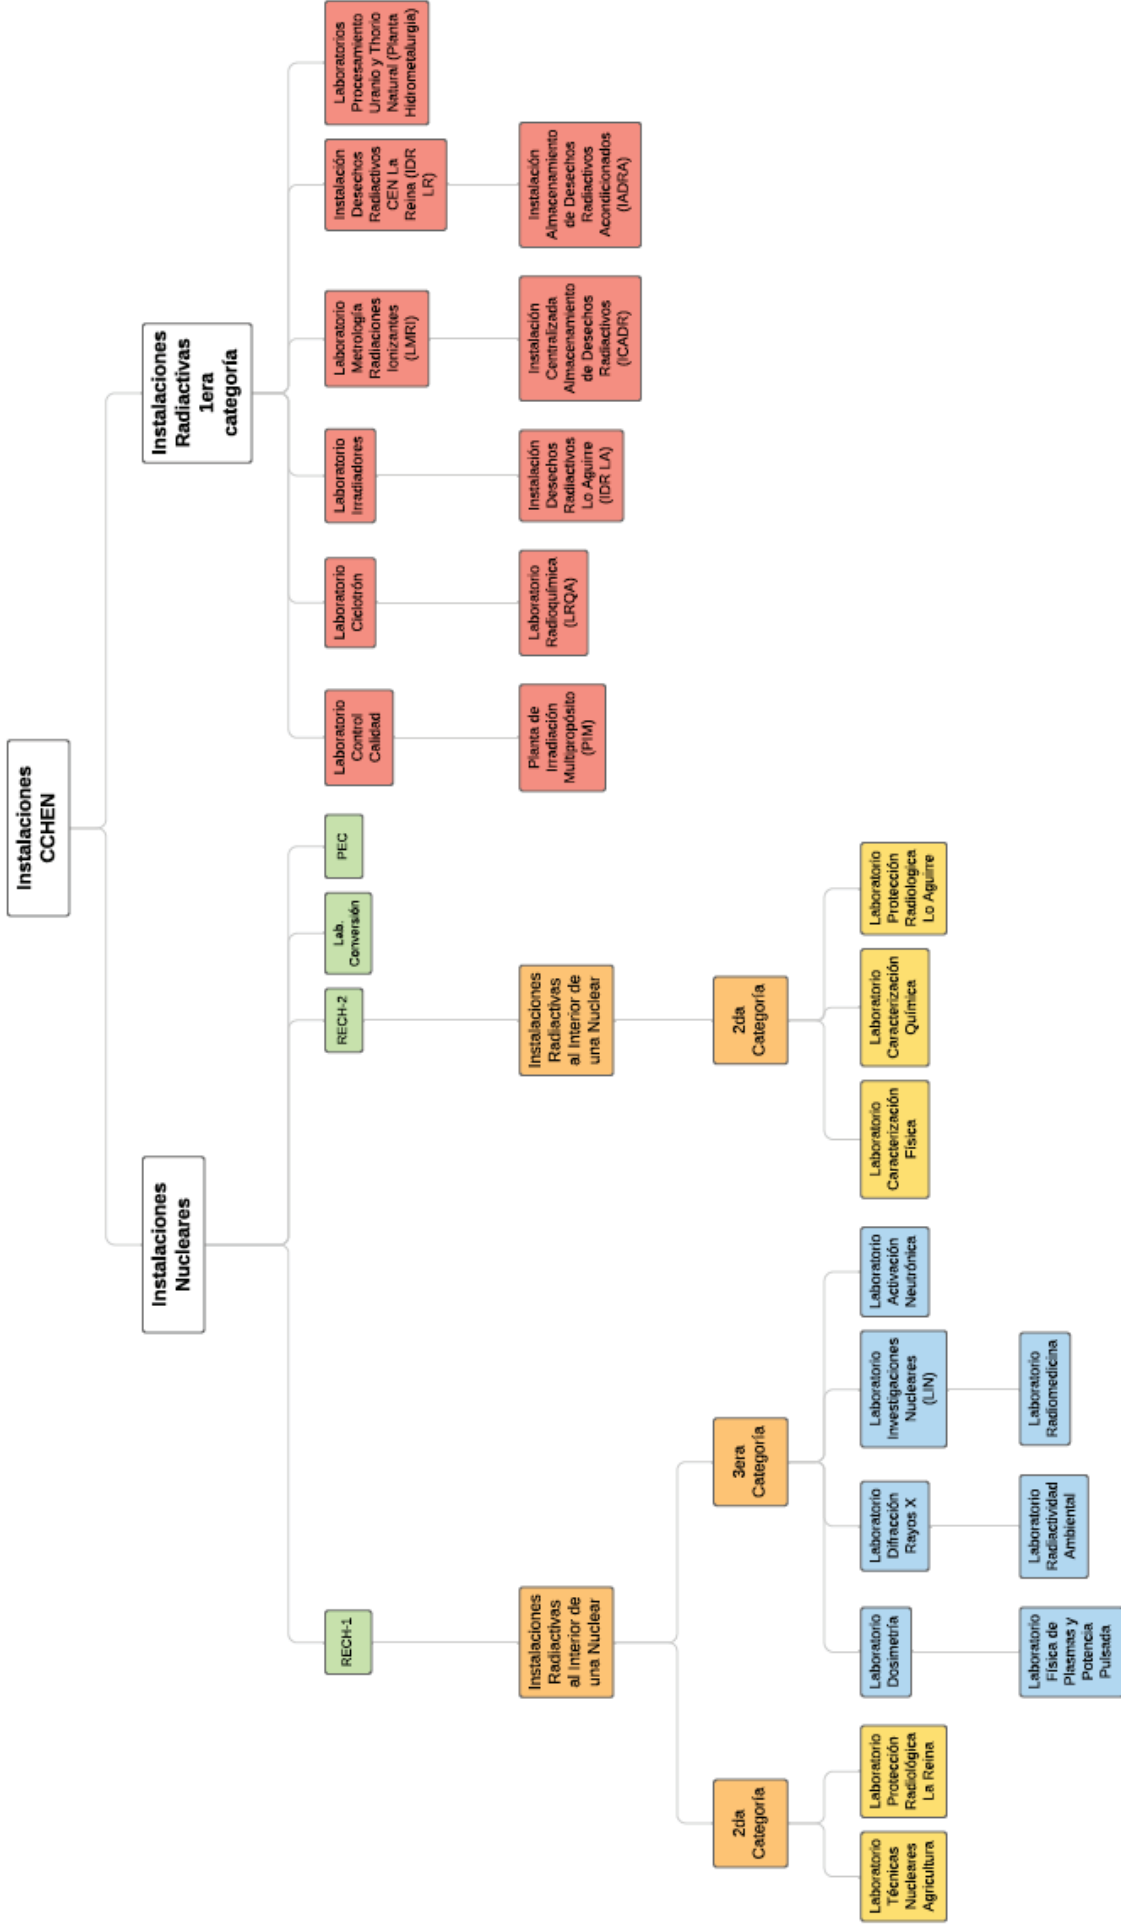 Instalaciones
CCHEN
Instalaciones
Nucleares
Instalaciones
Radiactivas
1era
categoría
RECH-1
RECH-2
Lab.
Conversión
PEC
Laboratorio
Control
Calidad
Laboratorio
Ciclotrón
Laboratorio
Irradiadores
Laboratorio
Metrología
Radiaciones
Ionizantes
(LMRI)
Instalación
Desechos
Radiactivos
CEN La
Reina (IDR
LR)
Laboratorios
Procesamiento
Uranio y Thorio
Natural (Planta
Hidrometalurgia)
Instalaciones
Radiactivas
al Interior de
una Nuclear
Instalaciones
Radiactivas
al Interior de
una Nuclear
Planta de
Irradiación
Multipropósito
(PIM)
Laboratorio
Radioquímica
(LRQA)
Instalación
Desechos
Radiactivos
Lo Aguirre
(IDR LA)
Instalación
Centralizada
Almacenamiento
de Desechos
Radiactivos
(ICADR)
Instalación
Almacenamiento
de Desechos
Radiactivos
Acondicionados
(IADRA)
2da
Categoría
3era
Categoría
2da
Categoría
Laboratorio
Técnicas
Nucleares
Agricultura
Laboratorio
Protección
Radiológica
La Reina
Laboratorio
Dosimetría
Laboratorio
Difracción
Rayos X
Laboratorio
Investigaciones
Nucleares
(LIN)
Laboratorio
Activación
Neutrónica
Laboratorio
Caracterización
Física
Laboratorio
Caracterización
Química
Laboratorio
Protección
Radiologica
Lo Aguirre
Laboratorio
Física de
Plasmas y
Potencia
Pulsada
Laboratorio
Radiactividad
Ambiental
Laboratorio
Radiomedicina